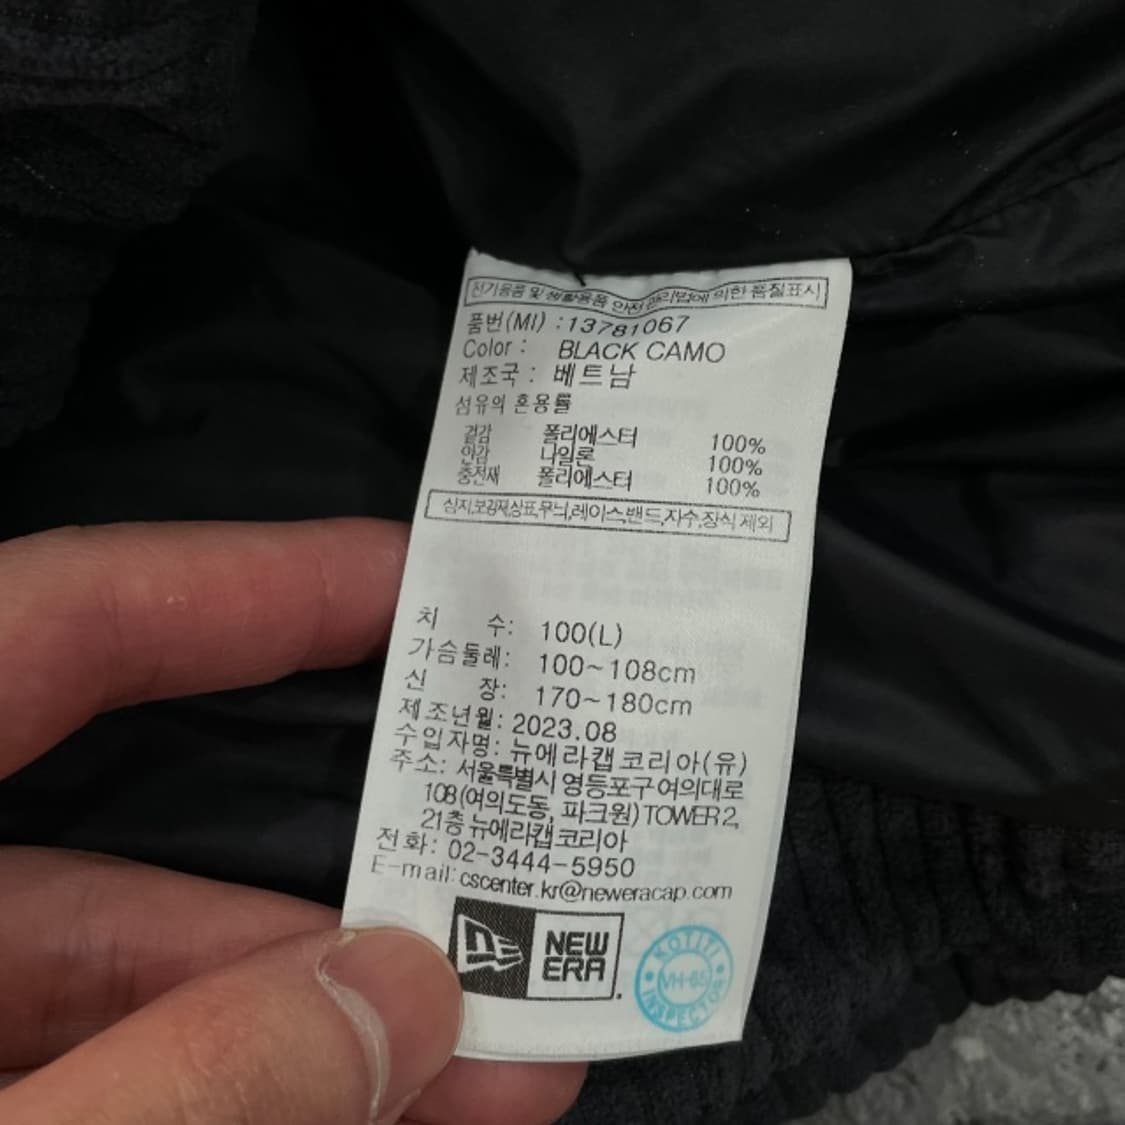 전기용품 및 생활용품 안전관리법에 의한 품질표시
품번(MI) : 13781067
Color : BLACK CAMO
제조국 : 베트남
섬유의 혼용률
겉감 폴리에스터 100%
안감 나일론 100%
충전재 폴리에스터 100%
심지,보강재,상표,무늬,레이스,밴드,자수,장식 제외
치 수: 100(L)
가슴둘레: 100~108cm
신 장: 170~180cm
제조년월: 2023.08
수입자명: 뉴에라캡코리아(유)
주소: 서울특별시 영등포구 여의대로
108 (여의도동, 파크원) TOWER 2,
21층 뉴에라캡코리아
전화: 02-3444-5950
E-mail: cscenter.kr@neweracap.com
NE NEW ERA
KOTITI
VH-65
INSPECTOR